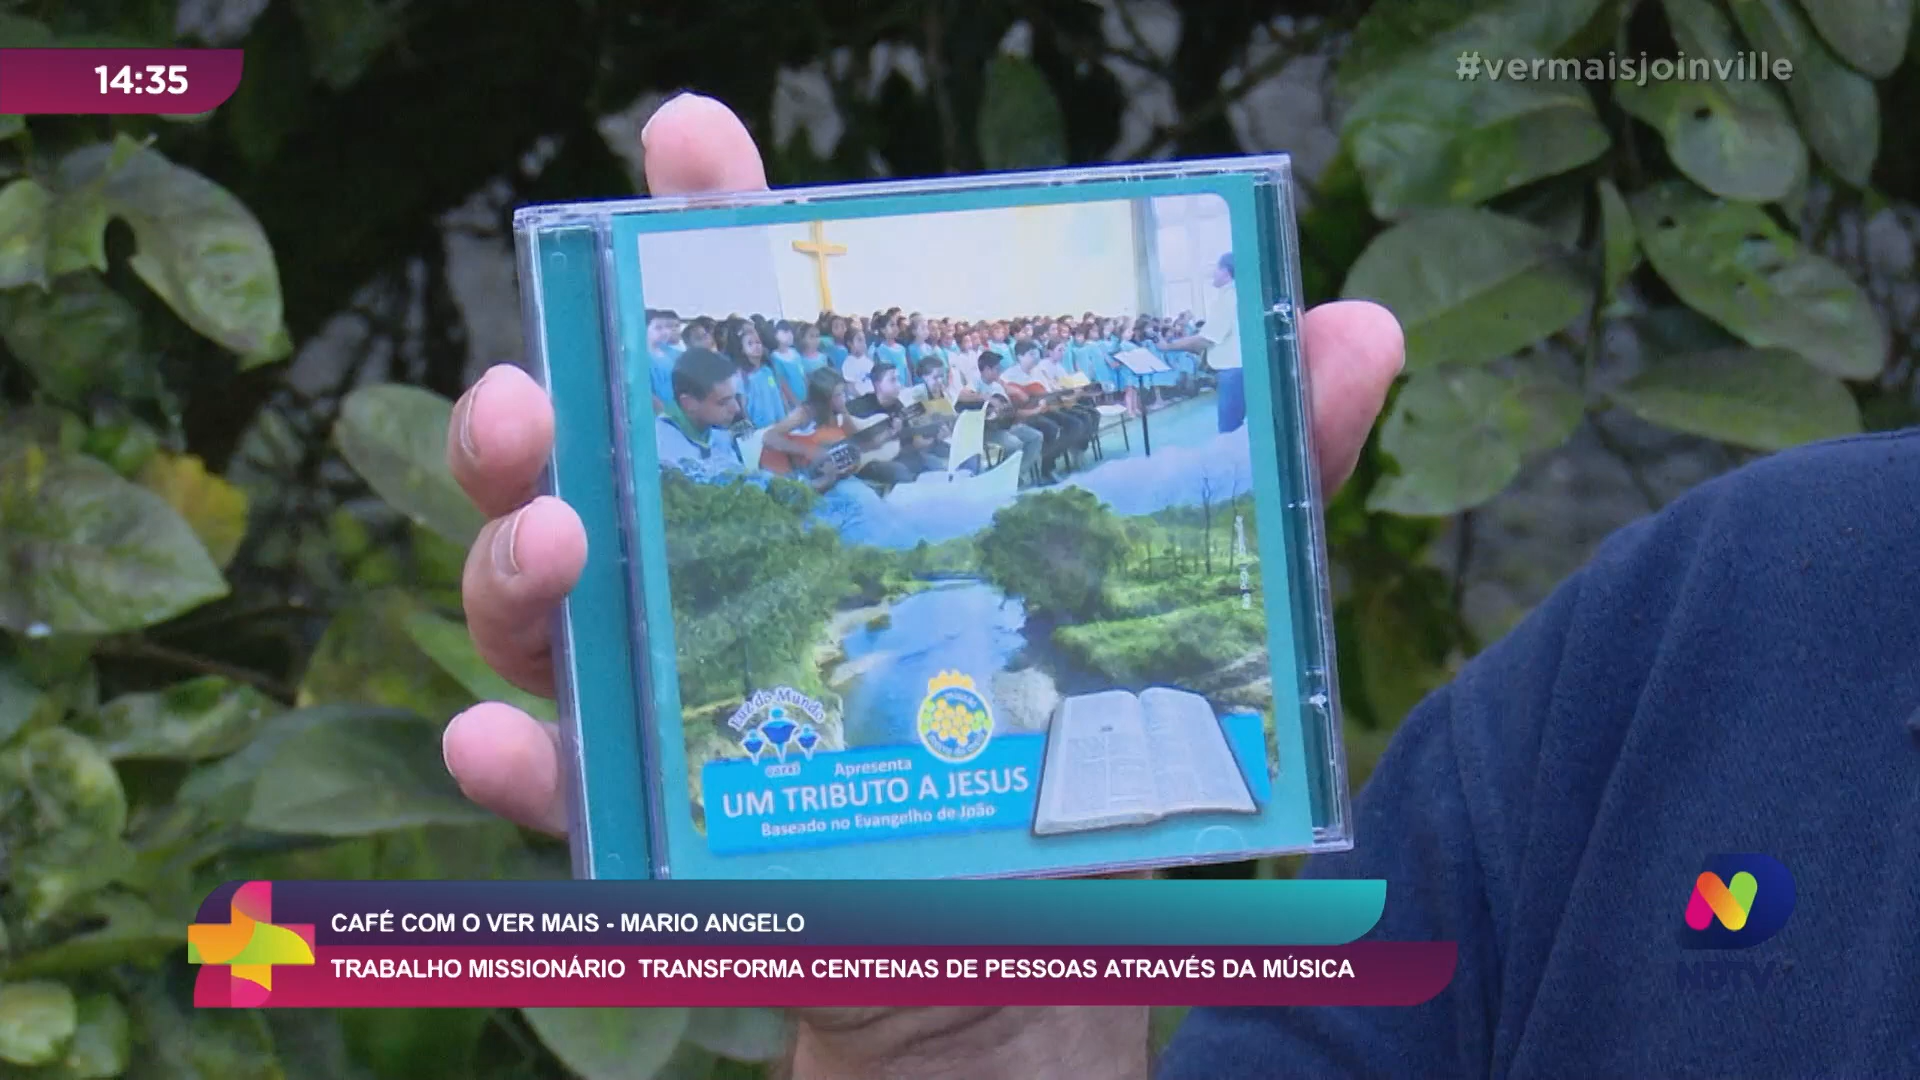 14:35
#vermaisjoinville
Luz do Mundo
Apresenta
UM TRIBUTO A JESUS
Baseado no Evangelho de João
CAFÉ COM O VER MAIS - MARIO ANGELO
TRABALHO MISSIONÁRIO TRANSFORMA CENTENAS DE PESSOAS ATRAVÉS DA MÚSICA
NDTV